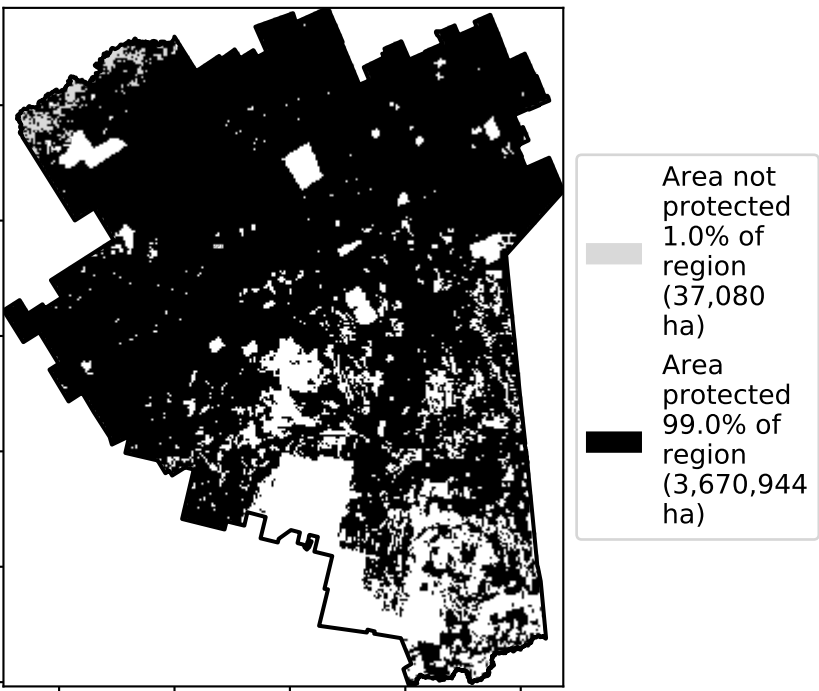 Area not
protected
1.0% of
region
(37,080
ha)
Area
protected
99.0% of
region
(3,670,944
ha)